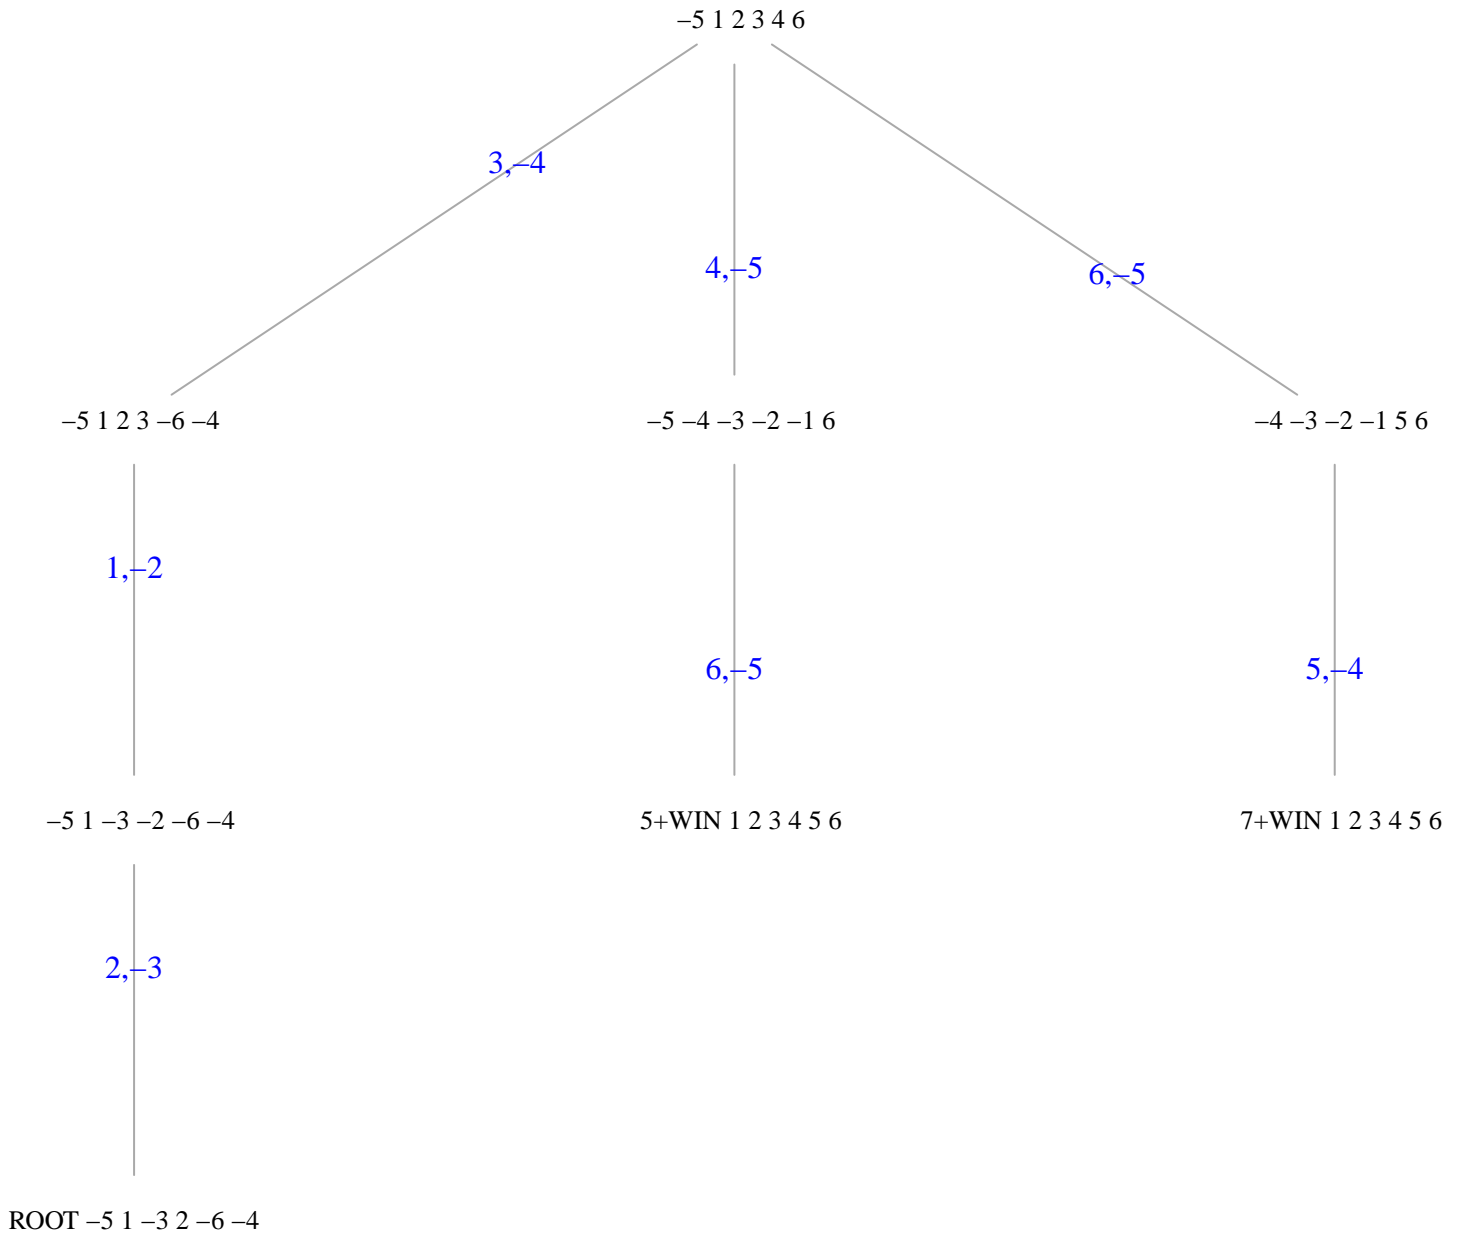 –5 1 2 3 4 6
3,–4
4,–5
6,–5
–5 1 2 3 –6 –4
–5 –4 –3 –2 –1 6
–4 –3 –2 –1 5 6
1,–2
6,–5
5,–4
–5 1 –3 –2 –6 –4
5+WIN 1 2 3 4 5 6
7+WIN 1 2 3 4 5 6
2,–3
ROOT –5 1 –3 2 –6 –4